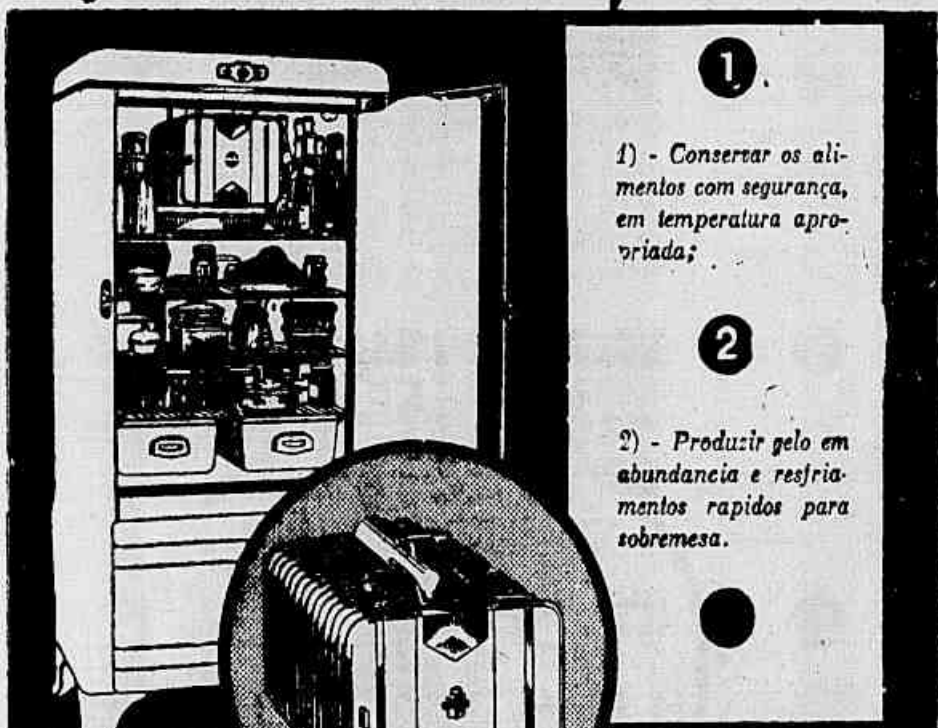 1
1) - Conservar os ali-
mentos com segurança,
em temperatura apro-
priada;
2
2) - Produzir gelo em
abundancia e resfria-
mentos rapidos para
sobremesa.